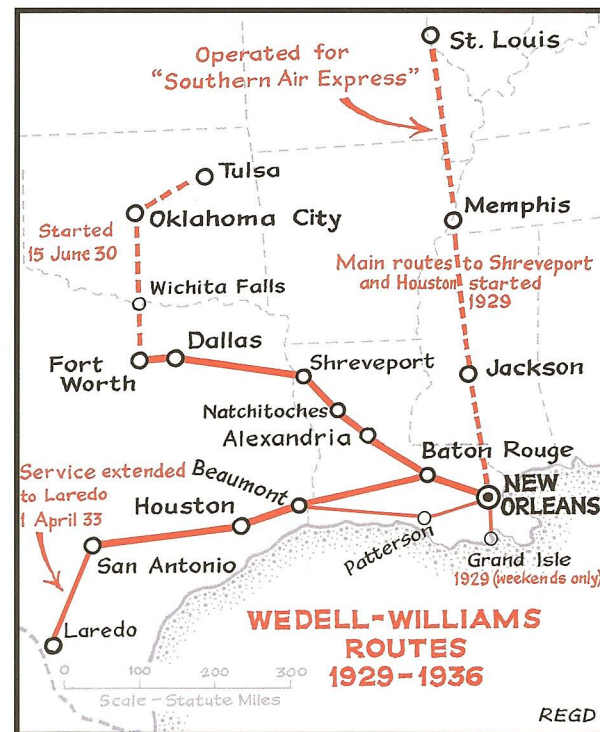 St. Louis
Operated for
“Southern Air Express”
Tulsa
Oklahoma City
Memphis
Started
15 June 30
Main routes to Shreveport
and Houston started
1929
Wichita Falls
Dallas
Fort
Worth
Shreveport
Jackson
Natchitoches
Alexandria
Baton Rouge
Service extended
to Laredo
1 April 33
Beaumont
NEW
ORLEANS
Houston
Patterson
San Antonio
Grand Isle
1929 (weekends only)
Laredo
WEDELL-WILLIAMS
ROUTES
1929-1936
0 100 200 300
Scale - Statute Miles
REGD